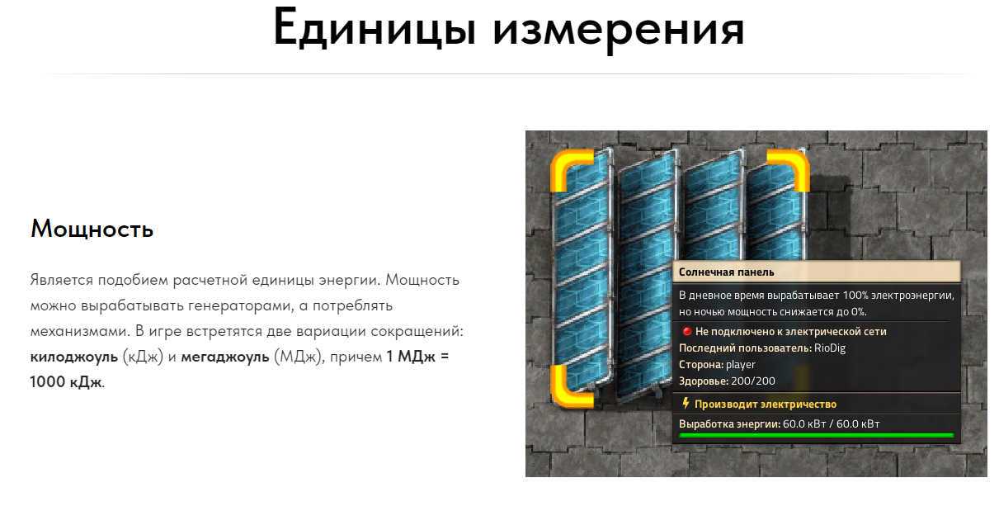 Единицы измерения
Мощность
Является подобием расчетной единицы энергии. Мощность
можно вырабатывать генераторами, а потреблять
механизмами. В игре встретятся две вариации сокращений:
килоджоуль (кДж) и мегаджоуль (МДж), причем 1 МДж =
1000 кДж.
Солнечная панель
В дневное время вырабатывает 100% электроэнергии,
но ночью мощность снижается до 0%.
Не подключено к электрической сети
Последний пользователь: RioDig
Сторона: player
Здоровье: 200/200
Производит электричество
Выработка энергии: 60.0 кВт / 60.0 кВт